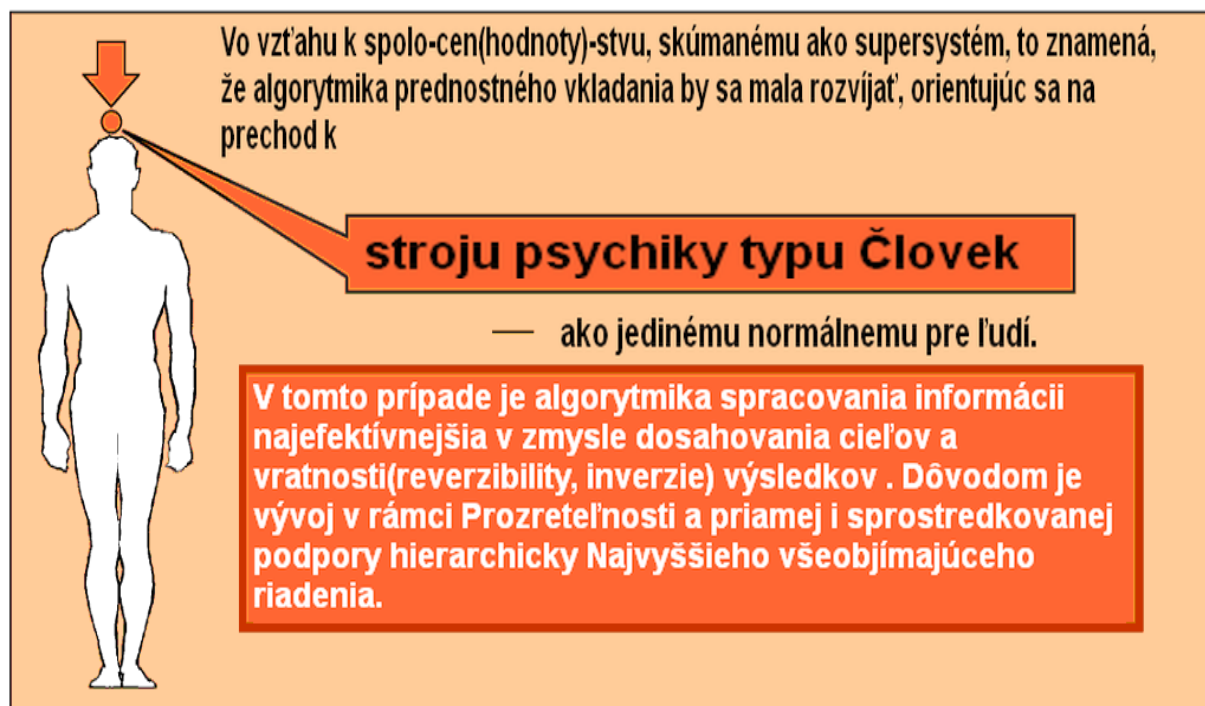 Vo vzťahu k spolo-cen(hodnoty)-stvu, skúmanému ako supersystém, to znamená,
že algorytmika prednostného vkladania by sa mala rozvíjať, orientujúc sa na
prechod k
stroju psychiky typu Človek
— ako jedinému normálnemu pre ľudí.
V tomto prípade je algorytmika spracovania informácii
najefektívnejšia v zmysle dosahovania cieľov a
vratnosti(reverzibility, inverzie) výsledkov . Dôvodom je
vývoj v rámci Prozreteľnosti a priamej i sprostredkovanej
podpory hierarchicky Najvyššieho všeobjímajúceho
riadenia.